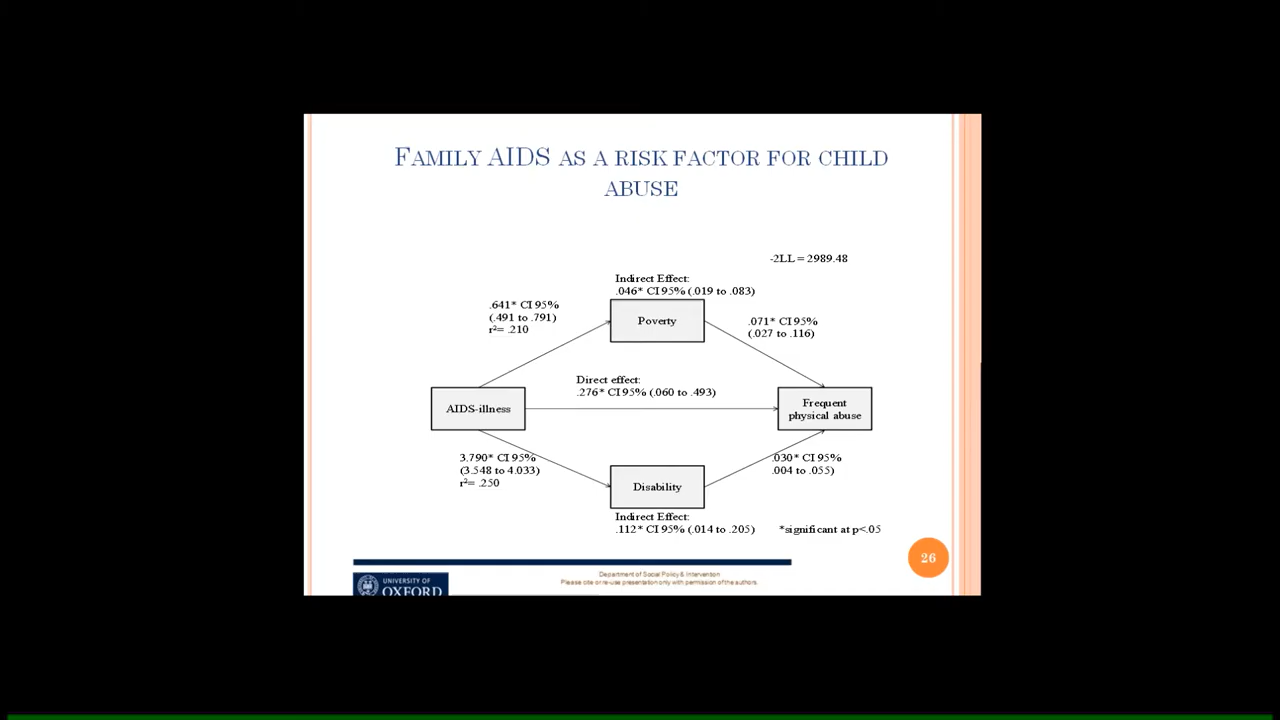 FAMILY AIDS AS A RISK FACTOR FOR CHILD
ABUSE
-2LL = 2989.48
Indirect Effect:
.046* CI 95% (.019 to .083)
.641* CI 95%
(.491 to .791)
r²= .210
Poverty
.071* CI 95%
(.027 to .116)
Direct effect:
.276* CI 95% (.060 to .493)
AIDS-illness
Frequent
physical abuse
3.790* CI 95%
(3.548 to 4.033)
r²= .250
.030* CI 95%
.004 to .055)
Disability
Indirect Effect:
.112* CI 95% (.014 to .205)
*significant at p<.05
26
UNIVERSITY OF
OXFORD
Department of Social Policy & Intervention
Please cite or re-use presentation only with permission of the authors.